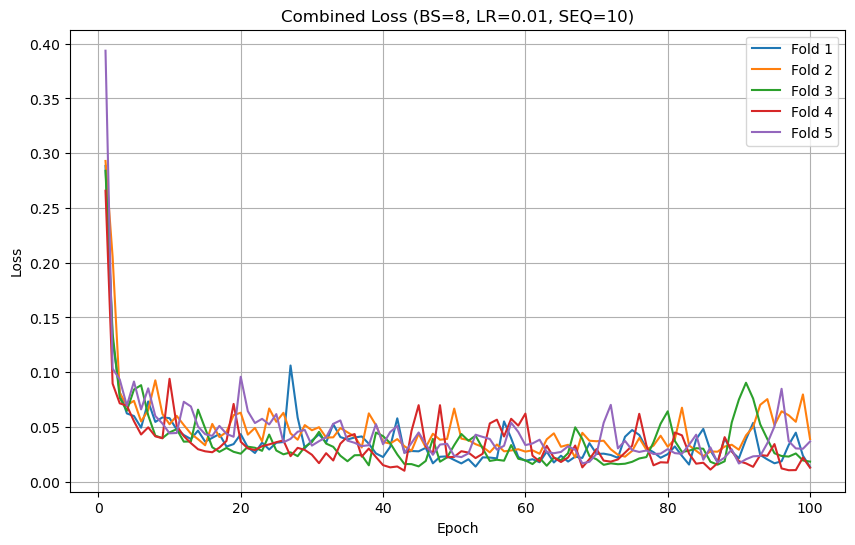 Combined Loss (BS=8, LR=0.01, SEQ=10)
Fold 1
Fold 2
Fold 3
Fold 4
Fold 5
Loss
0.40
0.35
0.30
0.25
0.20
0.15
0.10
0.05
0.00
0 20 40 60 80 100
Epoch